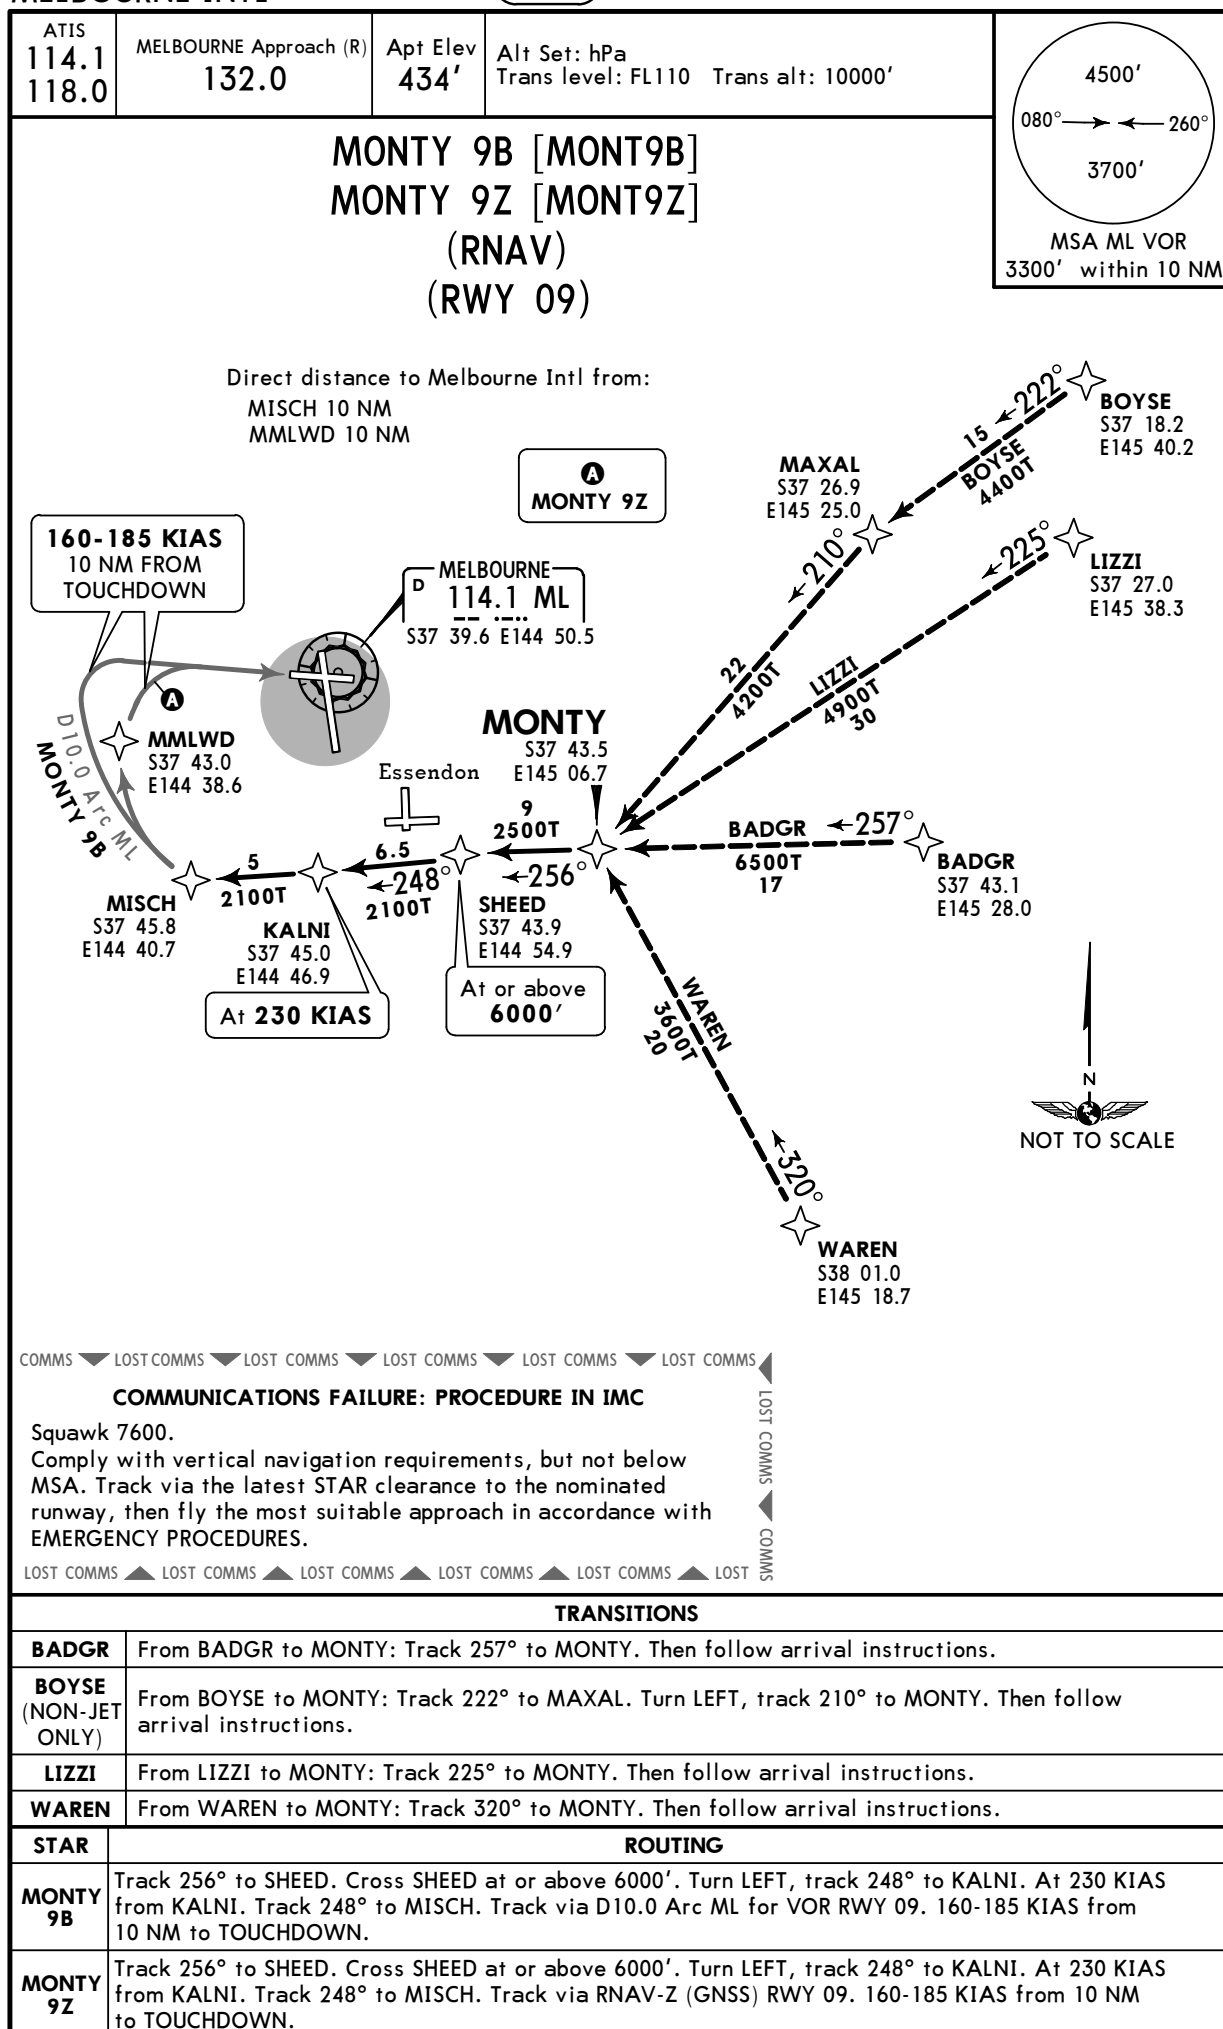 ATIS
114.1
118.0
MELBOURNE Approach (R)
132.0
Apt Elev
434'
Alt Set: hPa
Trans level: FL110 Trans alt: 10000'
4500'
080°
260°
3700'
MSA ML VOR
3300' within 10 NM
MONTY 9B [MONT9B]
MONTY 9Z [MONT9Z]
(RNAV)
(RWY 09)
Direct distance to Melbourne Intl from:
MISCH 10 NM
MMLWD 10 NM
A
MONTY 9Z
222°
BOYSE
S37 18.2
E145 40.2
15
BOYSE
4400T
MAXAL
S37 26.9
E145 25.0
210°
225°
LIZZI
S37 27.0
E145 38.3
160-185 KIAS
10 NM FROM
TOUCHDOWN
MELBOURNE
D
114.1 ML
S37 39.6 E144 50.5
22
4200T
LIZZI
4900T
30
A
D10.0 Arc ML
MONTY 9B
MMLWD
S37 43.0
E144 38.6
MONTY
S37 43.5
E145 06.7
Essendon
9
2500T
256°
BADGR
257°
6500T
17
BADGR
S37 43.1
E145 28.0
5
2100T
6.5
248°
2100T
MISCH
S37 45.8
E144 40.7
KALNI
S37 45.0
E144 46.9
SHEED
S37 43.9
E144 54.9
At 230 KIAS
At or above
6000'
WAREN
3600T
20
320°
WAREN
S38 01.0
E145 18.7
N
NOT TO SCALE
COMMS LOST COMMS LOST COMMS LOST COMMS LOST COMMS LOST COMMS
LOST COMMS
COMMS
COMMUNICATIONS FAILURE: PROCEDURE IN IMC
Squawk 7600.
Comply with vertical navigation requirements, but not below
MSA. Track via the latest STAR clearance to the nominated
runway, then fly the most suitable approach in accordance with
EMERGENCY PROCEDURES.
LOST COMMS LOST COMMS LOST COMMS LOST COMMS LOST COMMS LOST
TRANSITIONS
BADGR From BADGR to MONTY: Track 257° to MONTY. Then follow arrival instructions.
BOYSE
(NON-JET
ONLY)
From BOYSE to MONTY: Track 222° to MAXAL. Turn LEFT, track 210° to MONTY. Then follow
arrival instructions.
LIZZI From LIZZI to MONTY: Track 225° to MONTY. Then follow arrival instructions.
WAREN From WAREN to MONTY: Track 320° to MONTY. Then follow arrival instructions.
STAR ROUTING
MONTY
9B
Track 256° to SHEED. Cross SHEED at or above 6000'. Turn LEFT, track 248° to KALNI. At 230 KIAS
from KALNI. Track 248° to MISCH. Track via D10.0 Arc ML for VOR RWY 09. 160-185 KIAS from
10 NM to TOUCHDOWN.
MONTY
9Z
Track 256° to SHEED. Cross SHEED at or above 6000'. Turn LEFT, track 248° to KALNI. At 230 KIAS
from KALNI. Track 248° to MISCH. Track via RNAV-Z (GNSS) RWY 09. 160-185 KIAS from 10 NM
to TOUCHDOWN.